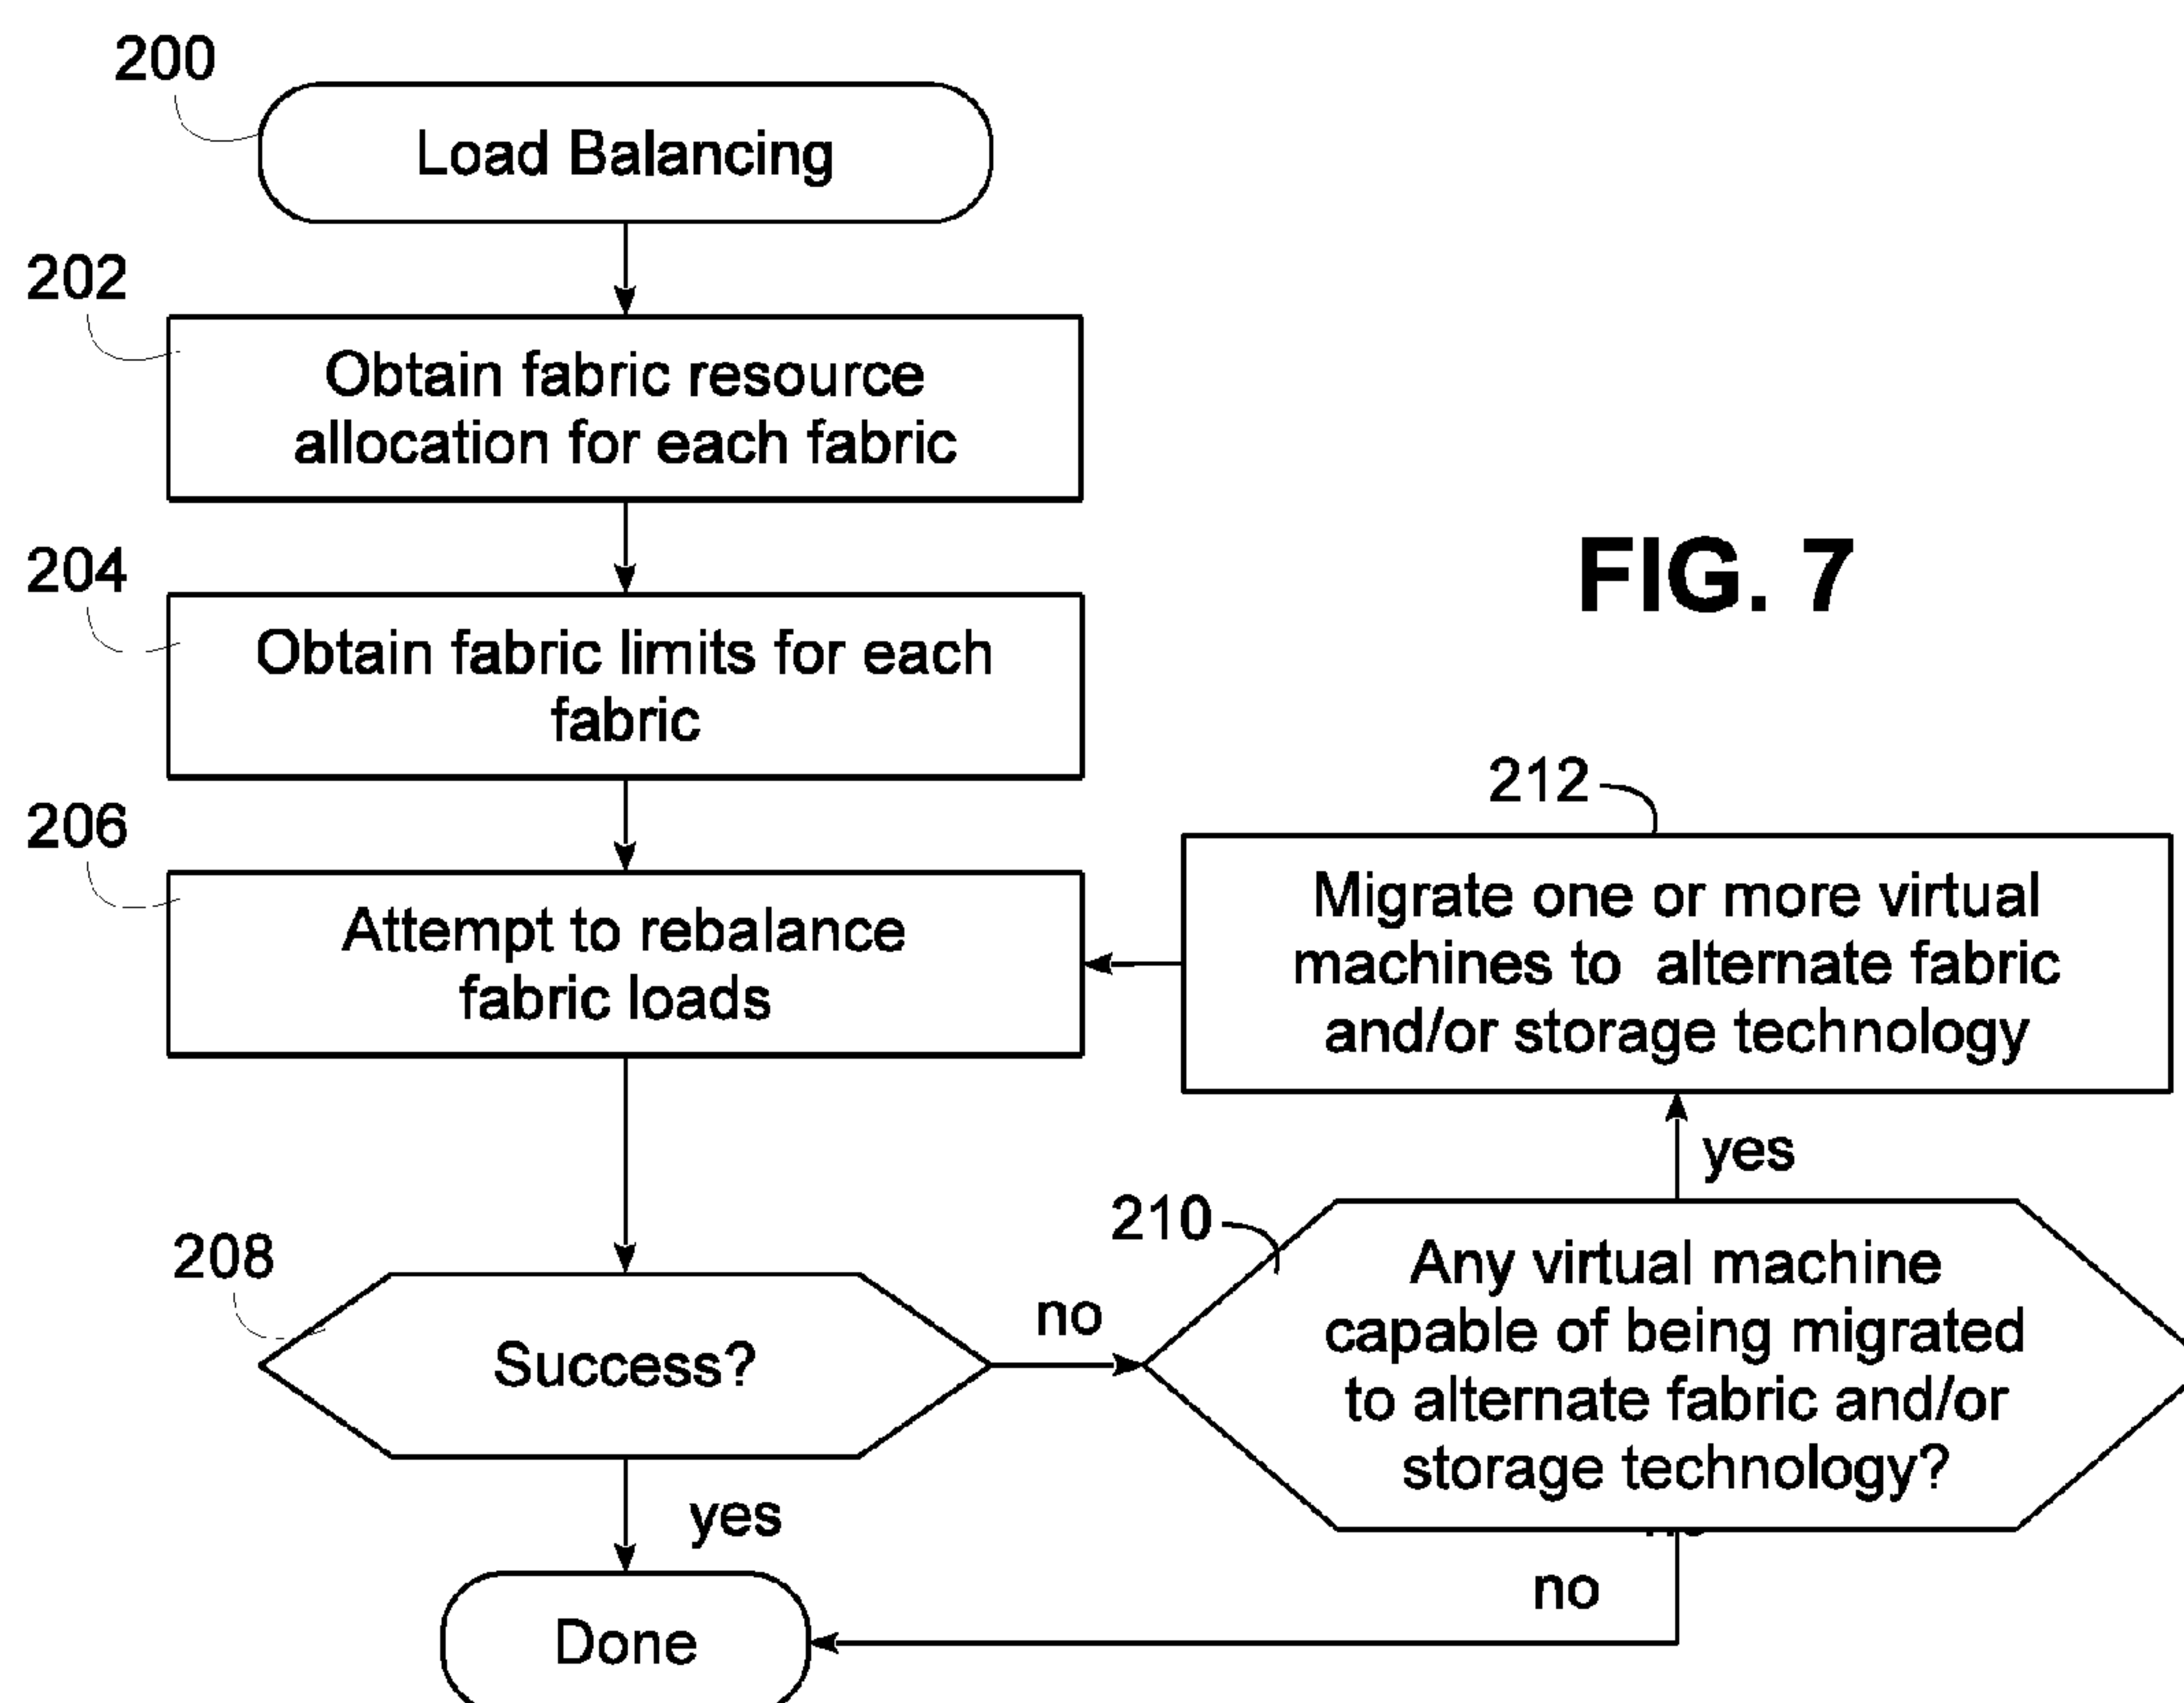 200
Load Balancing
202
Obtain fabric resource
allocation for each fabric
204
Obtain fabric limits for each
fabric
FIG. 7
206
Attempt to rebalance
fabric loads
212
Migrate one or more virtual
machines to alternate fabric
and/or storage technology
yes
208
Success?
no
210
Any virtual machine
capable of being migrated
to alternate fabric and/or
storage technology?
yes
no
Done